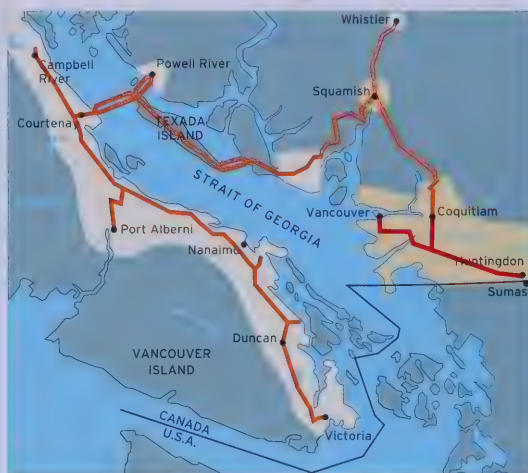 Whistler
Campbell
River
Powell River
Squamish
Courtenay
TEXADA
ISLAND
STRAIT OF GEORGIA
Vancouver
Coquitlam
Port Alberni
Nanaimo
Huntingdon
Sumas
Duncan
VANCOUVER
ISLAND
CANADA
U.S.A.
Victoria